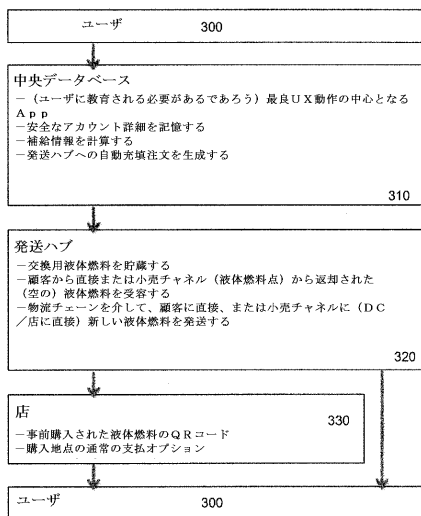 ユーザ 300
中央データベース
－（ユーザに教育される必要があるであろう）最良ＵＸ動作の中心となる
Ａｐｐ
－安全なアカウント詳細を記憶する
－補給情報を計算する
－発送ハブへの自動充填注文を生成する
310
発送ハブ
－交換用液体燃料を貯蔵する
－顧客から直接または小売チャネル（液体燃料点）から返却された
（空の）液体燃料を受容する
－物流チェーンを介して、顧客に直接、または小売チャネルに（ＤＣ
／店に直接）新しい液体燃料を発送する
320
店 330
－事前購入された液体燃料のＱＲコード
－購入地点の通常の支払オプション
ユーザ 300